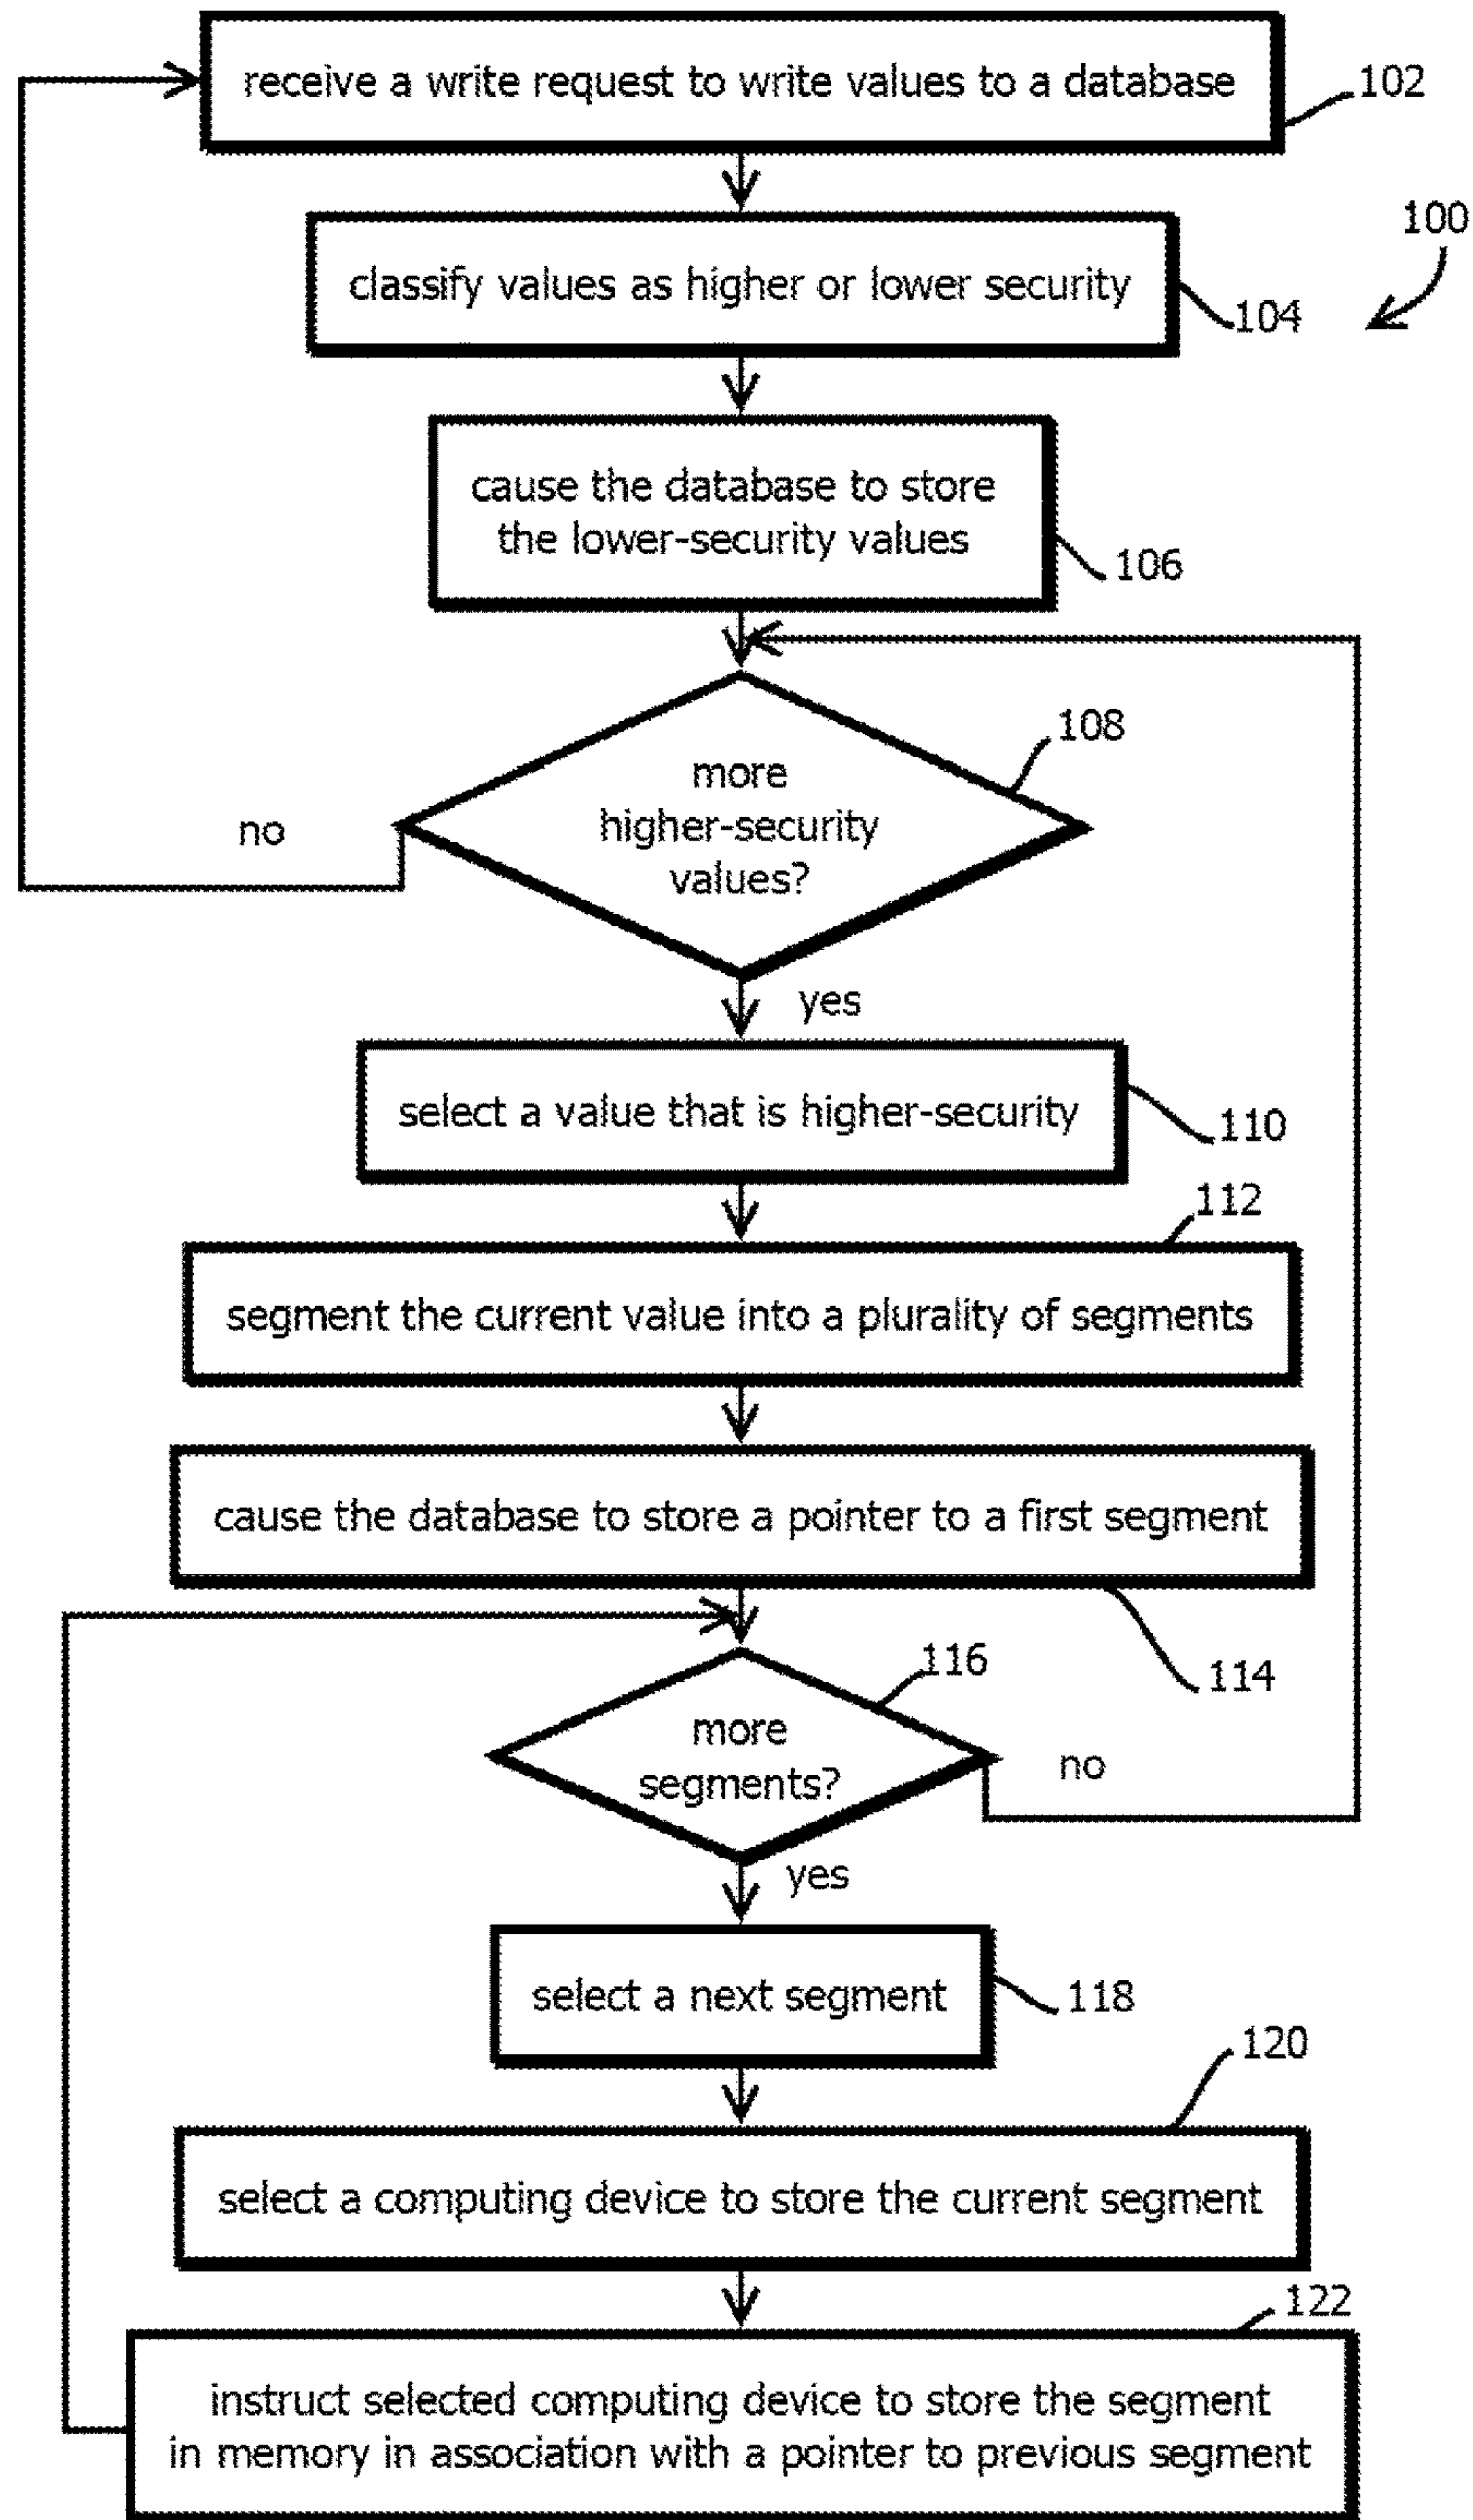 receive a write request to write values to a database
102
100
classify values as higher or lower security
104
cause the database to store
the lower-security values
106
108
more
higher-security
values?
no
yes
select a value that is higher-security
110
112
segment the current value into a plurality of segments
cause the database to store a pointer to a first segment
114
116
more
segments?
no
yes
select a next segment
118
120
select a computing device to store the current segment
122
instruct selected computing device to store the segment
in memory in association with a pointer to previous segment